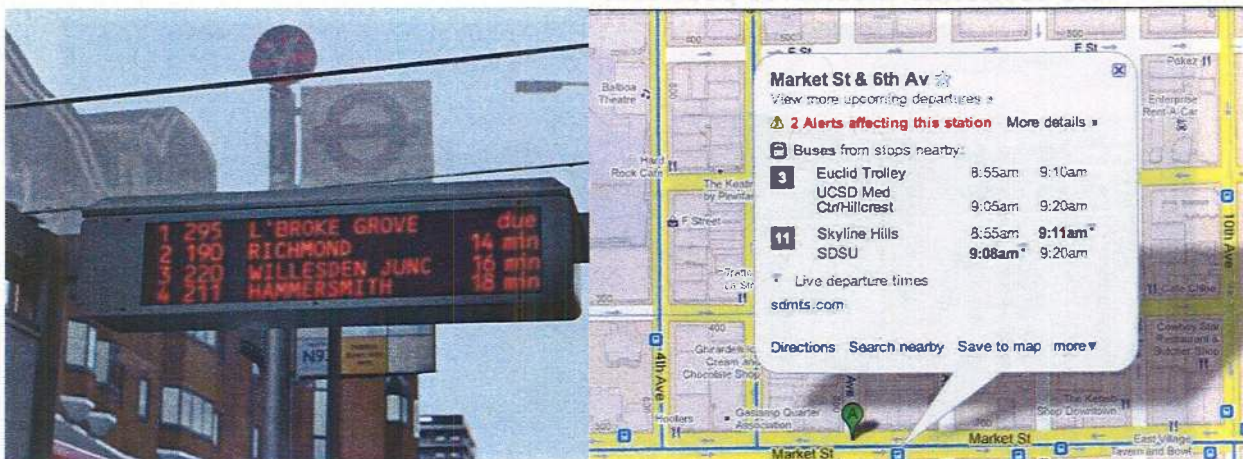 1 295 L'BROKE GROVE due
2 190 RICHMOND 14 min
3 220 WILLESDEN JUNC 16 min
4 211 HAMMERSMITH 18 min
E St
E St
Market St & 6th Av
View more upcoming departures »
2 Alerts affecting this station More details »
Buses from stops nearby:
3 Euclid Trolley 8:55am 9:10am
UCSD Med
Ctr/Hillcrest 9:05am 9:20am
11 Skyline Hills 8:55am 9:11am
SDSU 9:08am 9:20am
Live departure times
sdmts.com
Directions Search nearby Save to map more▼
Balboa
Theatre
Hard
Rock Cafe
F Street
Pokez
Enterprise
Rent-A-Car
10th Ave
400
Ghirardelli
Cream and
Chocolate Shop
4th Ave
Hooters
Gaslamp Quarter
Association
A
Market St
Market St
The Kebab
Shop Downtown
Cowboy Star
Restaurant &
Shop
East Village
Tavern and Bowl